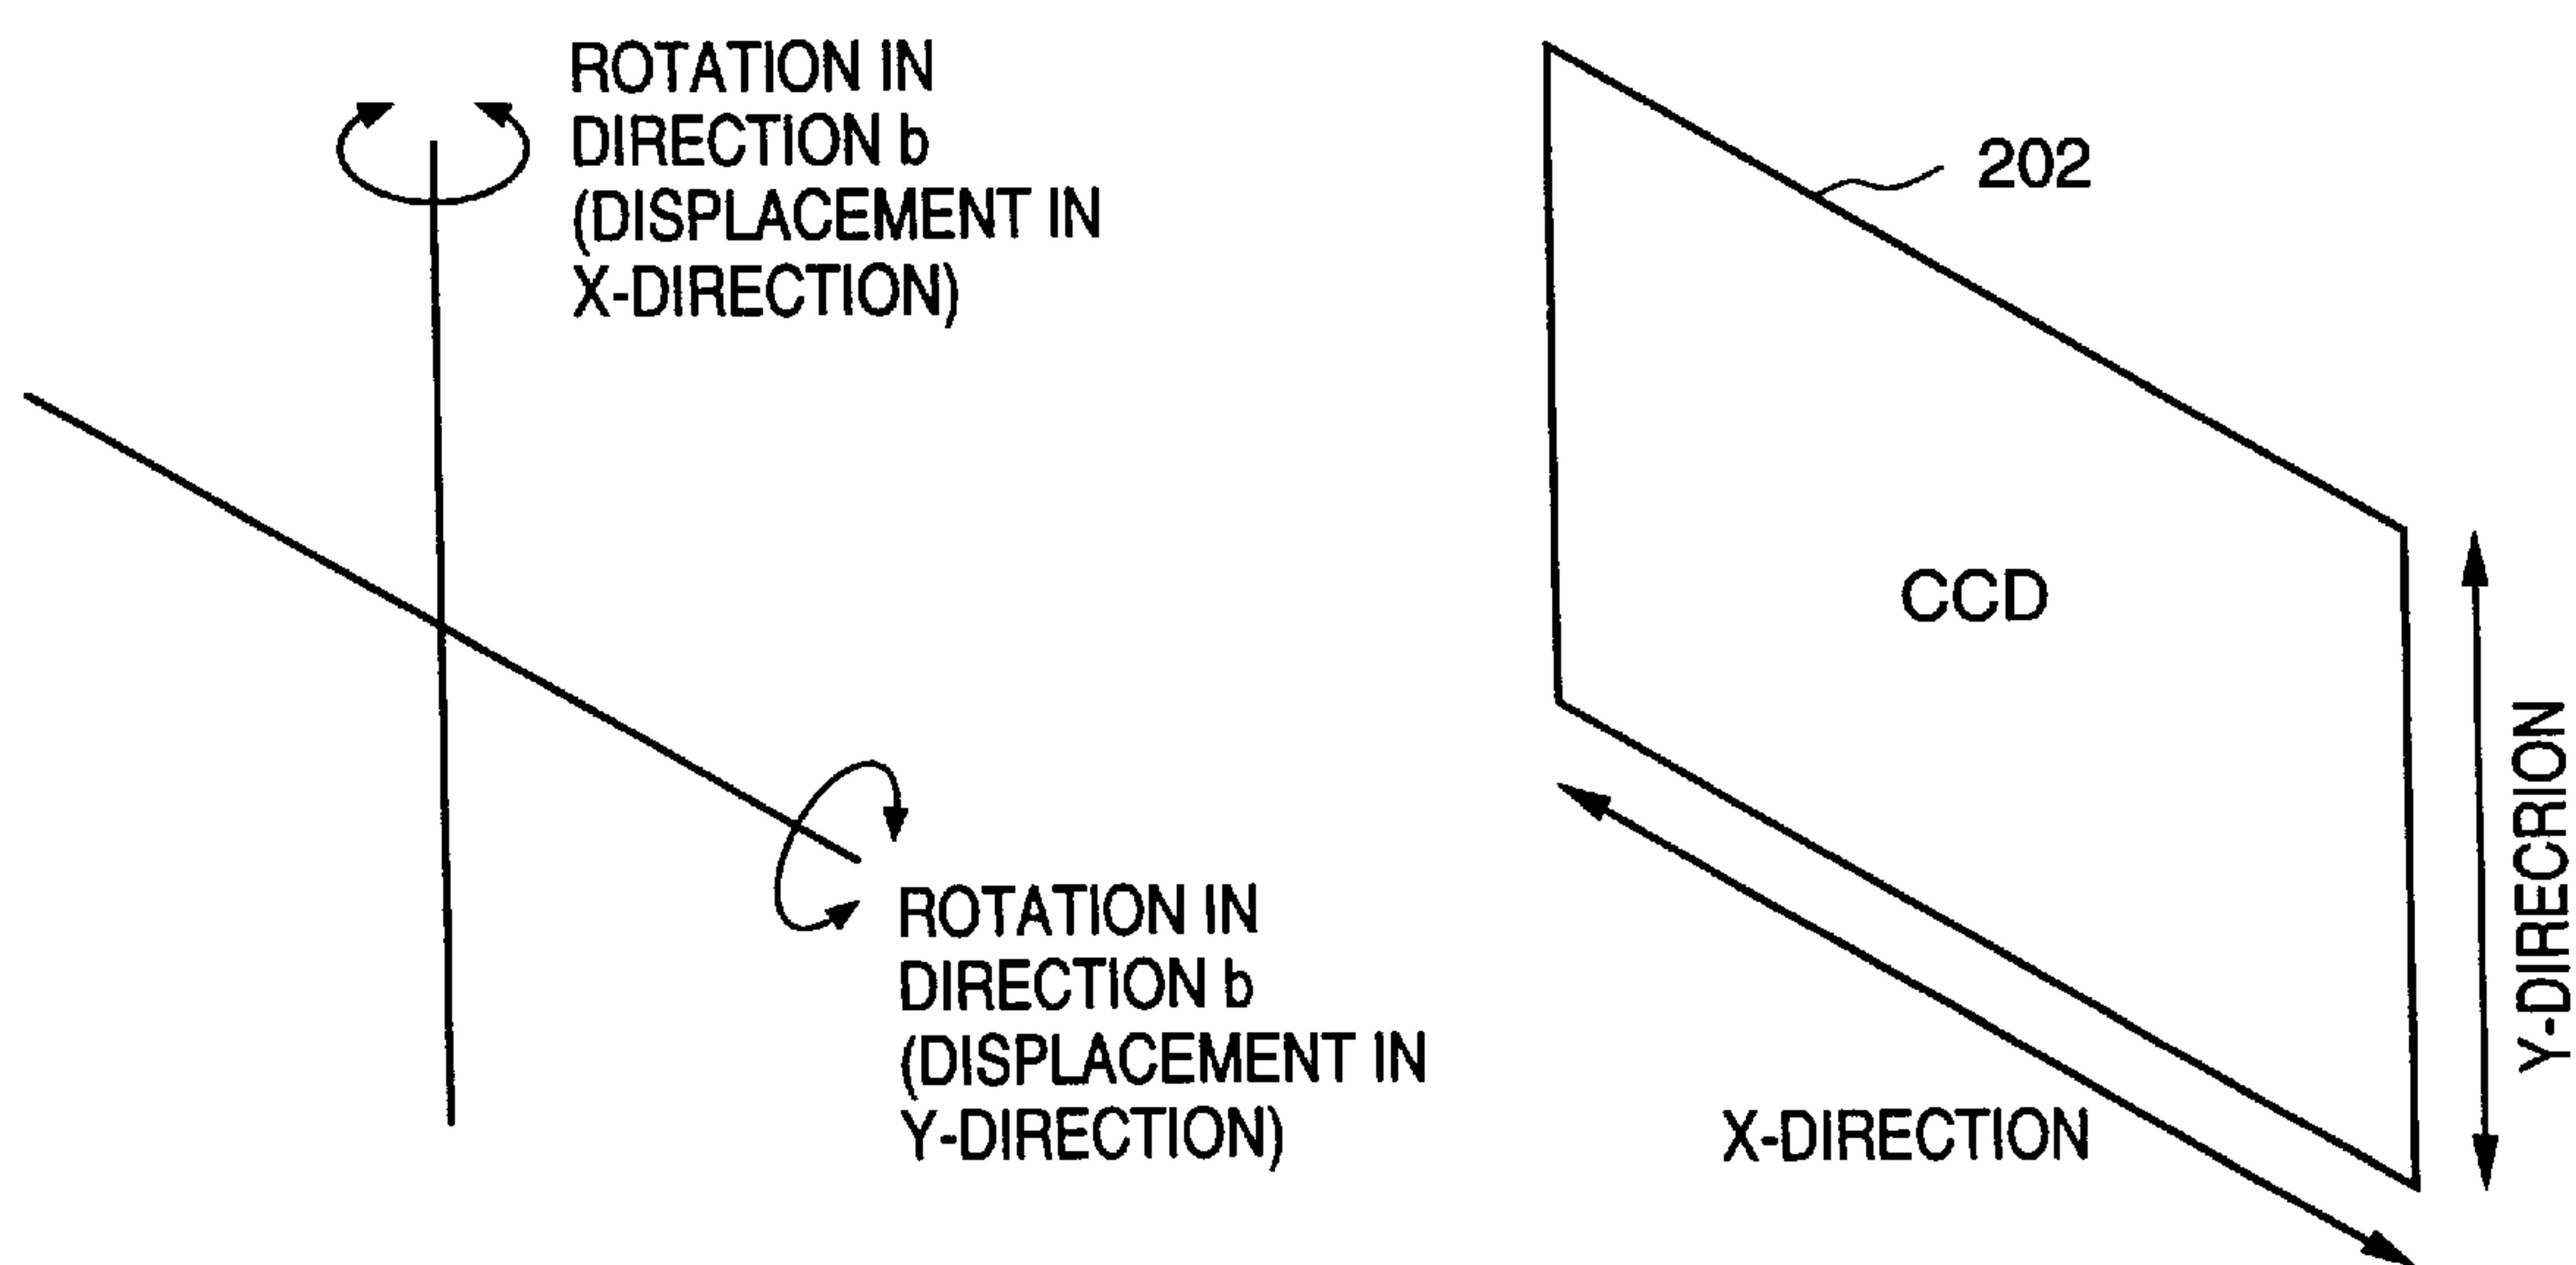 ROTATION IN
DIRECTION b
(DISPLACEMENT IN
X-DIRECTION)
202
CCD
ROTATION IN
DIRECTION b
(DISPLACEMENT IN
Y-DIRECTION)
X-DIRECTION
Y-DIRECRION